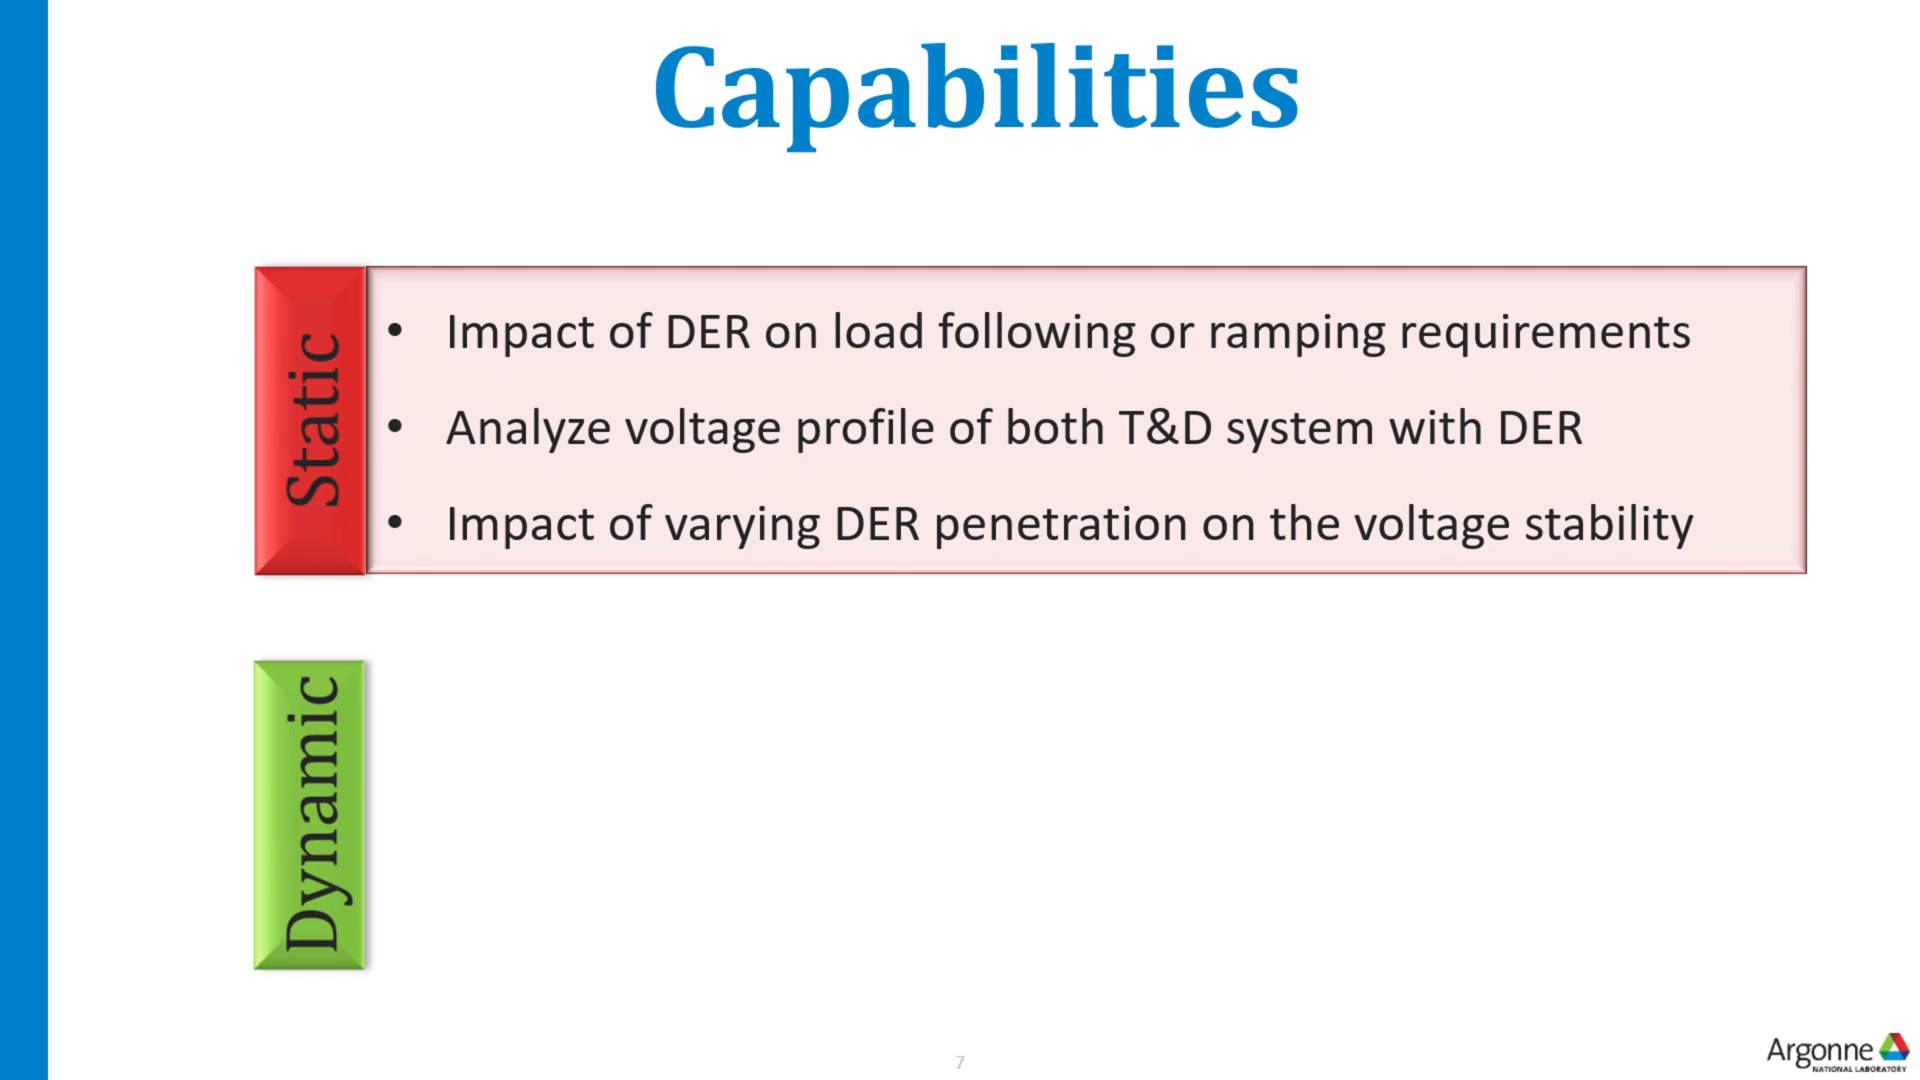 Capabilities
Static
• Impact of DER on load following or ramping requirements
• Analyze voltage profile of both T&D system with DER
• Impact of varying DER penetration on the voltage stability
Dynamic
7
Argonne
NATIONAL LABORATORY